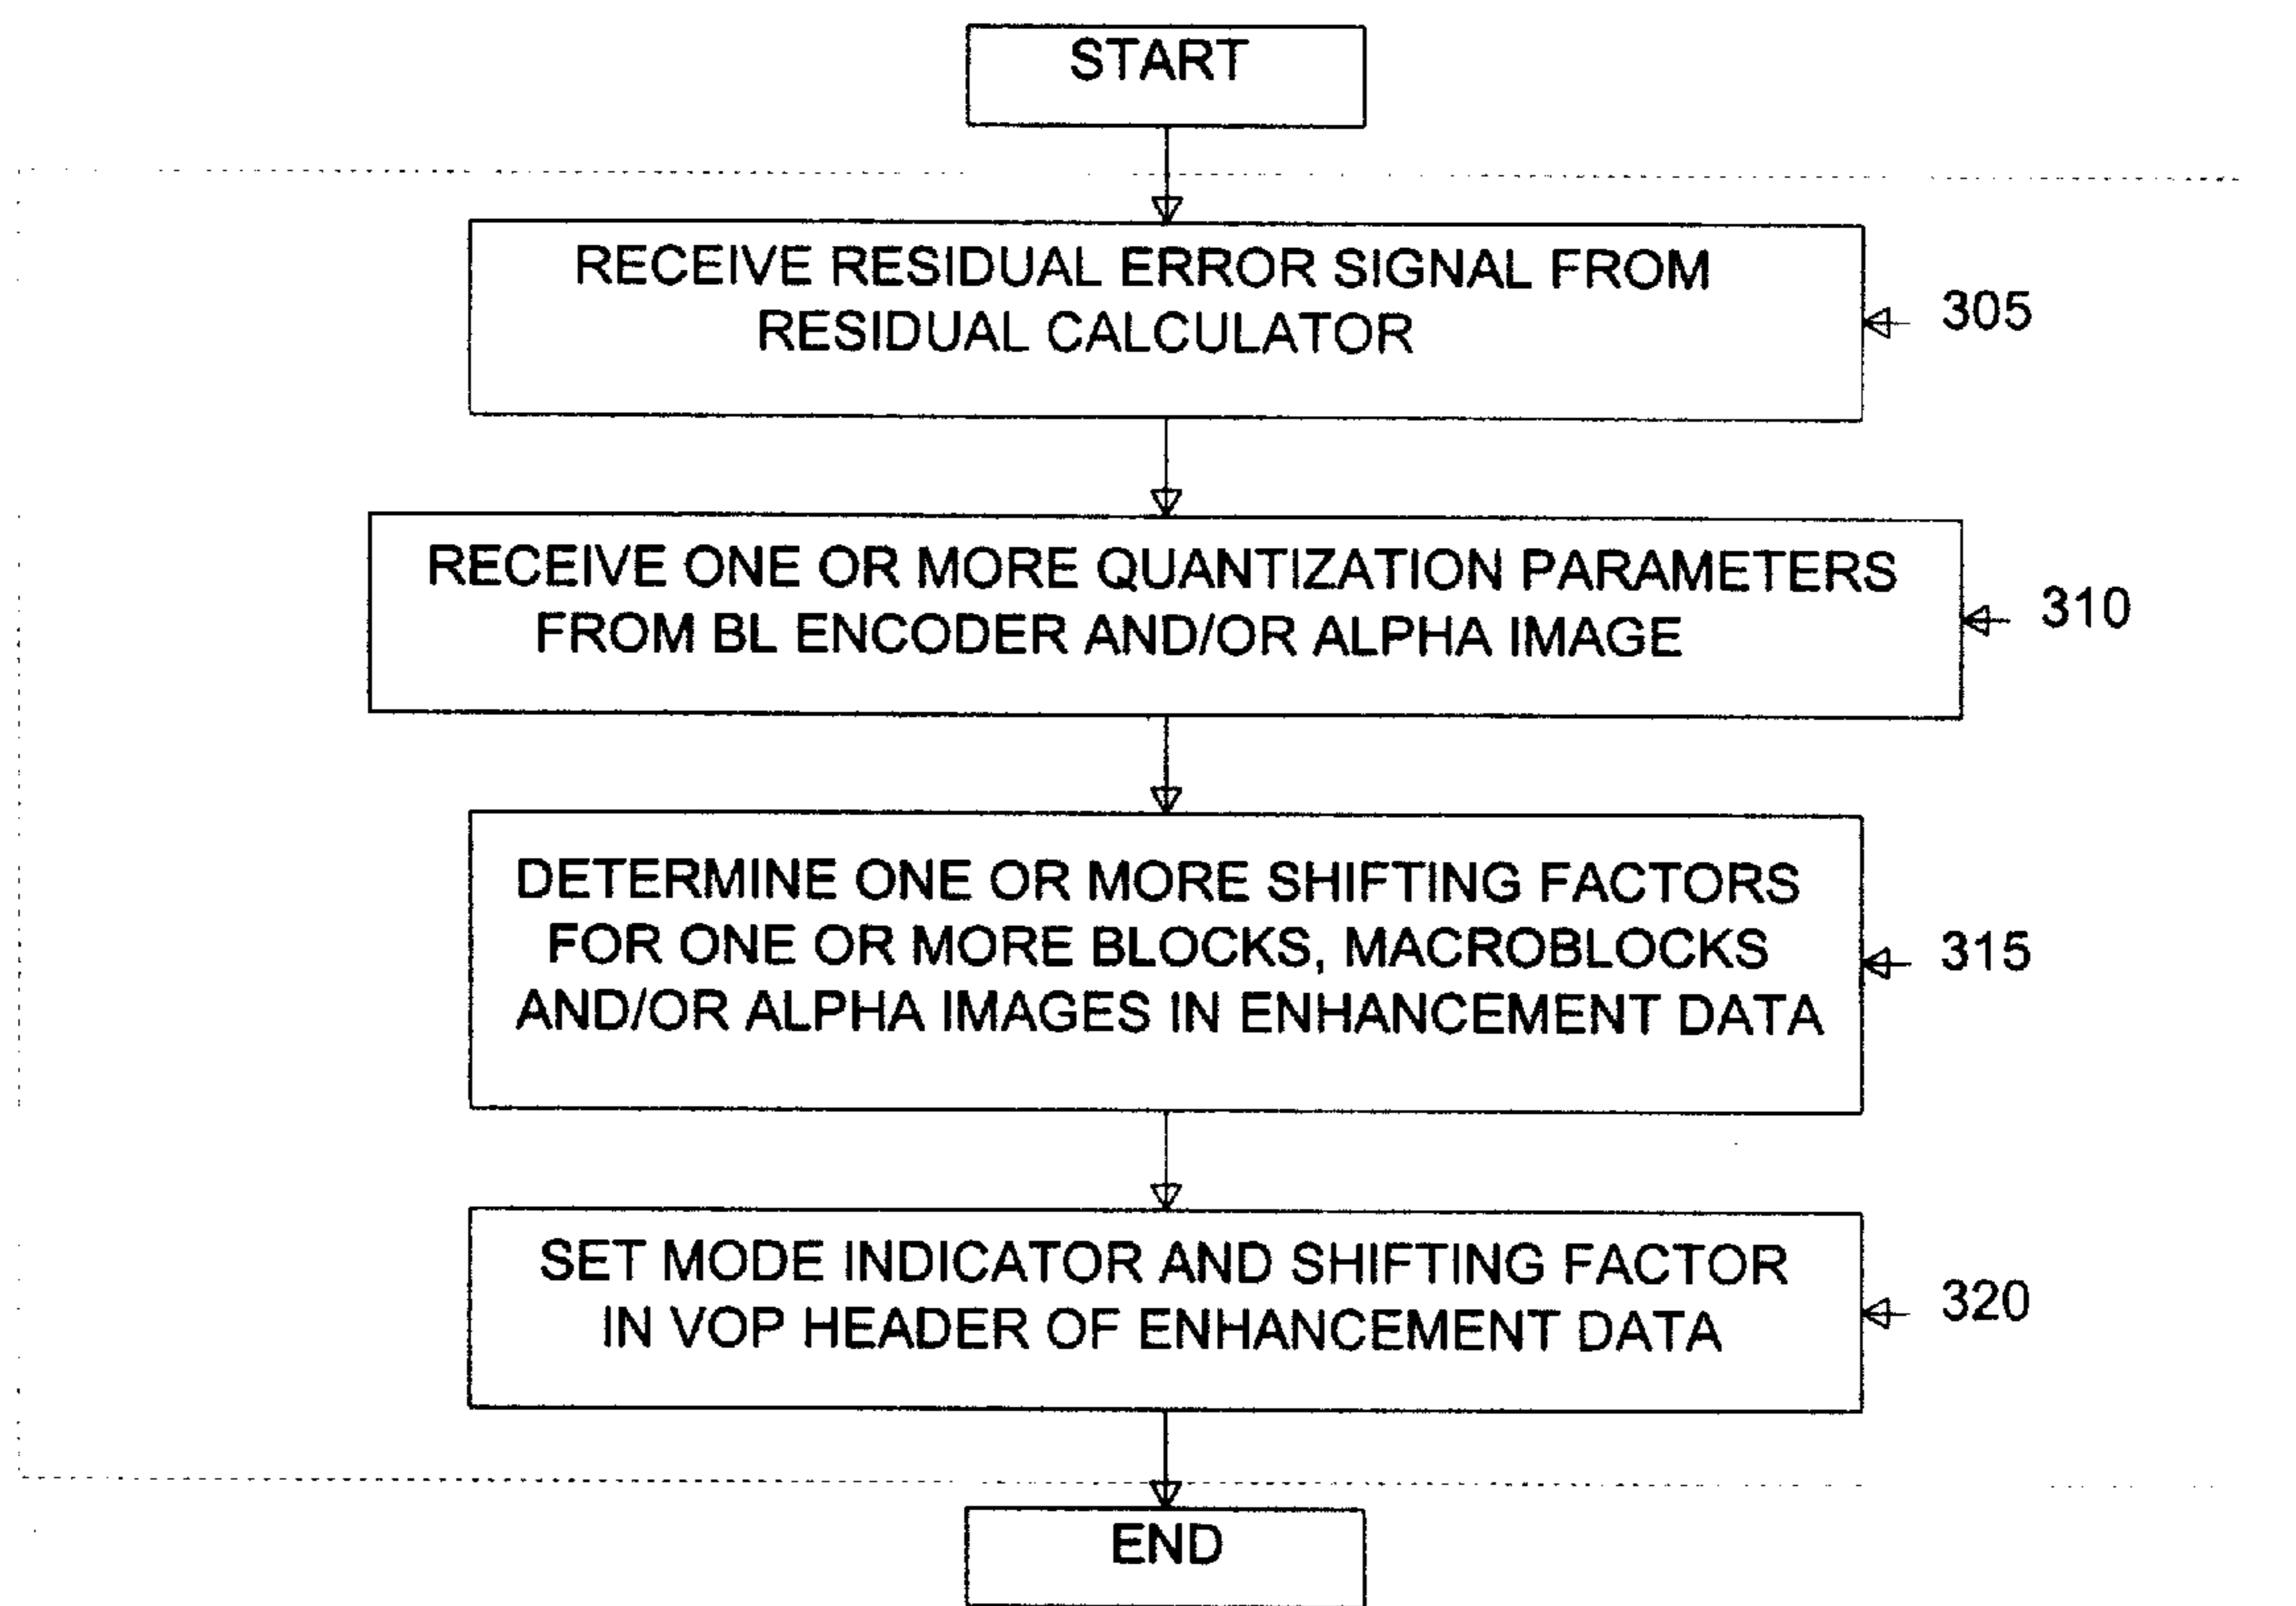 START
RECEIVE RESIDUAL ERROR SIGNAL FROM
RESIDUAL CALCULATOR
305
RECEIVE ONE OR MORE QUANTIZATION PARAMETERS
FROM BL ENCODER AND/OR ALPHA IMAGE
310
DETERMINE ONE OR MORE SHIFTING FACTORS
FOR ONE OR MORE BLOCKS, MACROBLOCKS
AND/OR ALPHA IMAGES IN ENHANCEMENT DATA
315
SET MODE INDICATOR AND SHIFTING FACTOR
IN VOP HEADER OF ENHANCEMENT DATA
320
END